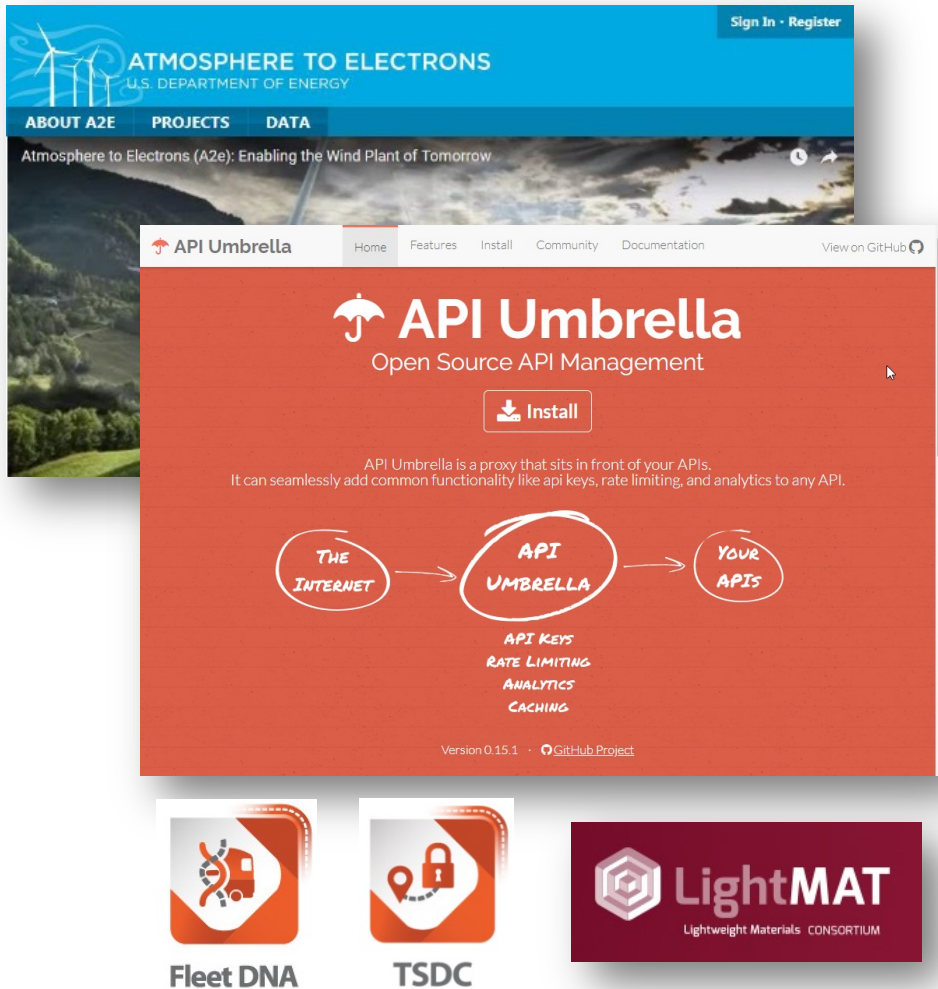 Sign In · Register
ATMOSPHERE TO ELECTRONS
U.S. DEPARTMENT OF ENERGY
ABOUT A2E PROJECTS DATA
Atmosphere to Electrons (A2e): Enabling the Wind Plant of Tomorrow
API Umbrella Home Features Install Community Documentation View on GitHub
API Umbrella
Open Source API Management
Install
API Umbrella is a proxy that sits in front of your APIs.
It can seamlessly add common functionality like api keys, rate limiting, and analytics to any API.
THE
INTERNET
API
UMBRELLA
YOUR
APIS
API KEYS
RATE LIMITING
ANALYTICS
CACHING
Version 0.15.1 · GitHub Project
Fleet DNA
TSDC
LightMAT
Lightweight Materials CONSORTIUM